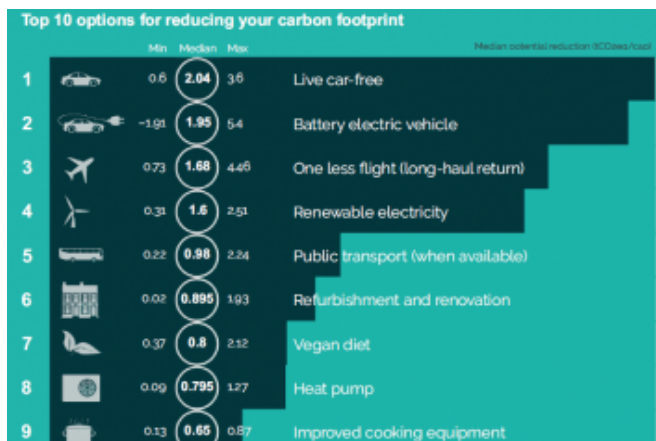 Top 10 options for reducing your carbon footprint
Min Median Max Median potential reduction (tCO2eq/cap)
1 0.6 2.04 3.6 Live car-free
2 -1.91 1.95 5.4 Battery electric vehicle
3 0.73 1.68 4.46 One less flight (long-haul return)
4 0.31 1.6 2.51 Renewable electricity
5 0.22 0.98 2.24 Public transport (when available)
6 0.02 0.895 1.93 Refurbishment and renovation
7 0.37 0.8 2.12 Vegan diet
8 0.09 0.795 1.27 Heat pump
9 0.13 0.65 0.87 Improved cooking equipment